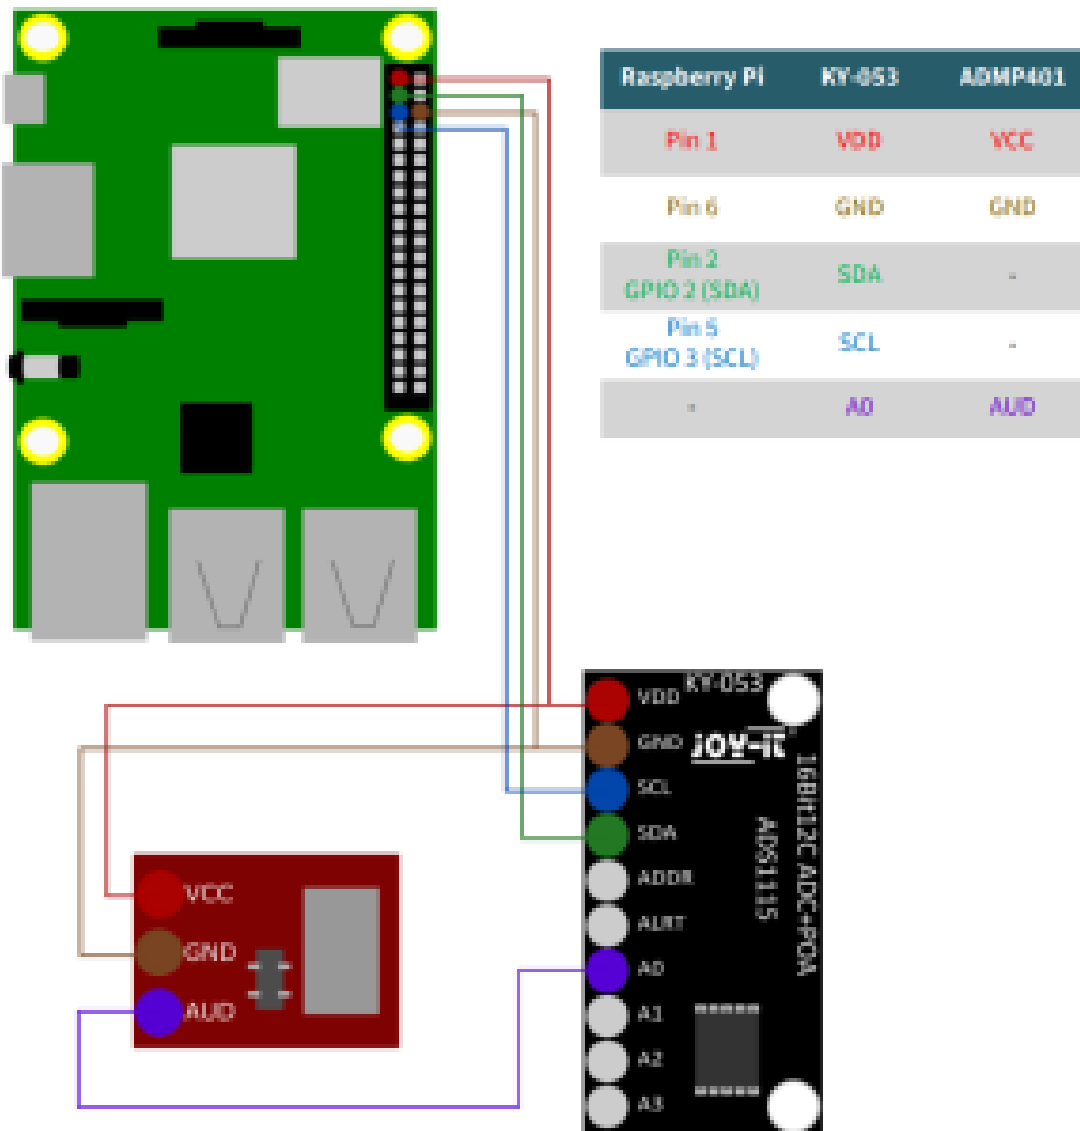 Raspberry Pi KY-053 ADMP401
Pin 1 VDD VCC
Pin 6 GND GND
Pin 2
GPIO 2 (SDA) SDA -
Pin 5
GPIO 3 (SCL) SCL -
- A0 AUD
KY-053
VDD
GND
JOY-iT
SCL
SDA
ADDR
ALRT
A0
A1
A2
A3
ADS1115
16BIT I2C ADC+PGA
VCC
GND
AUD